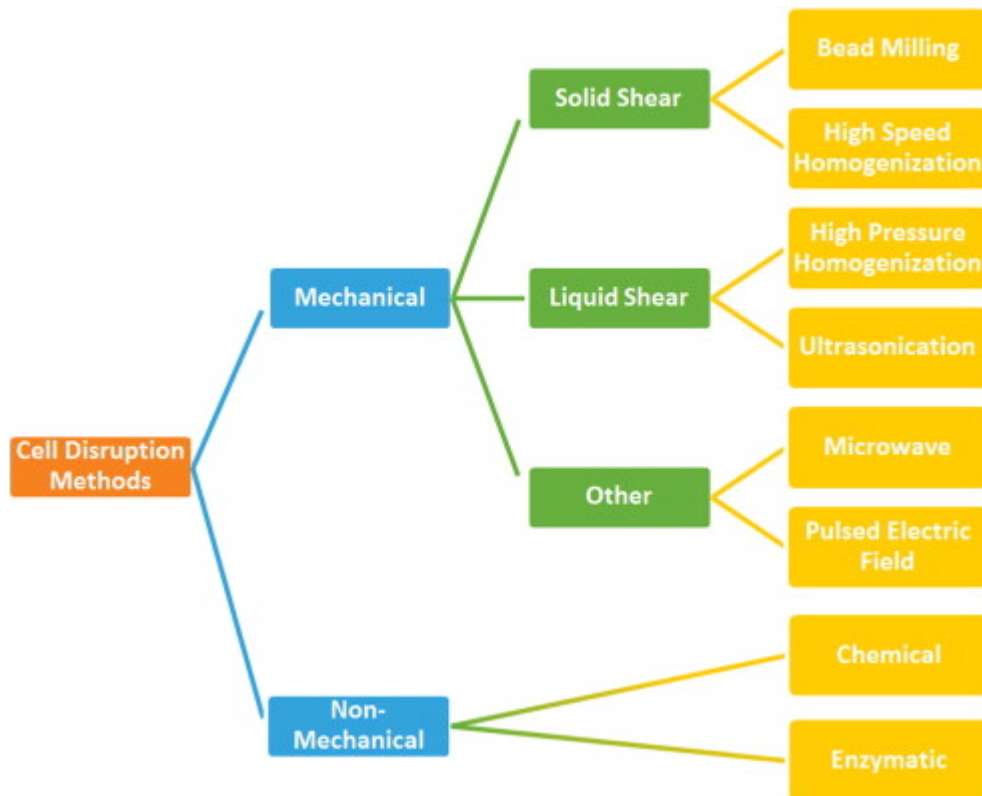 Bead Milling
Solid Shear
High Speed
Homogenization
High Pressure
Homogenization
Mechanical
Liquid Shear
Ultrasonication
Cell Disruption
Methods
Microwave
Other
Pulsed Electric
Field
Chemical
Non-
Mechanical
Enzymatic